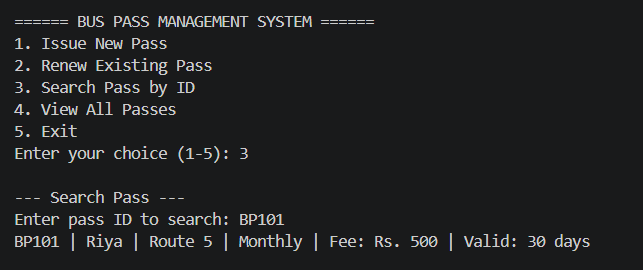 ====== BUS PASS MANAGEMENT SYSTEM ======
1. Issue New Pass
2. Renew Existing Pass
3. Search Pass by ID
4. View All Passes
5. Exit
Enter your choice (1-5): 3
--- Search Pass ---
Enter pass ID to search: BP101
BP101 | Riya | Route 5 | Monthly | Fee: Rs. 500 | Valid: 30 days